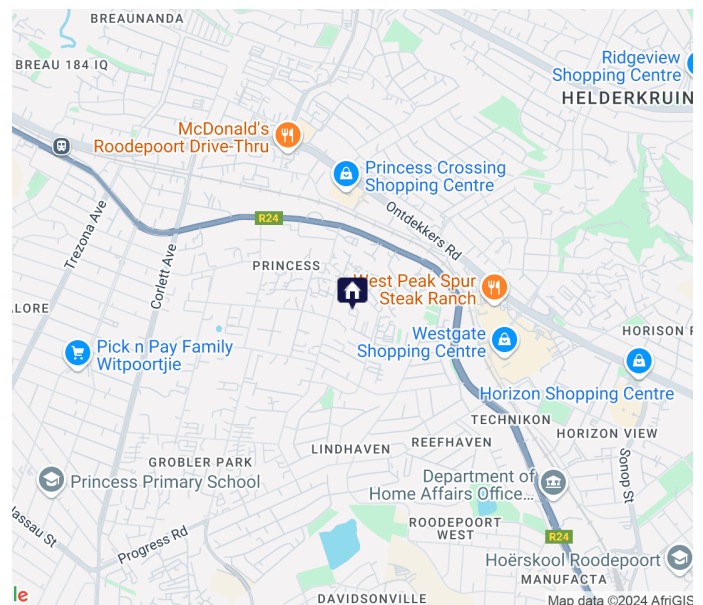 BREAUNANDA
BREAU 184 IQ
Ridgeview
Shopping Centre
HELDERKRUIN
McDonald's
Roodepoort Drive-Thru
Princess Crossing
Shopping Centre
Ontdekkers Rd
R24
Trezona Ave
Corlett Ave
PRINCESS
West Peak Spur
Steak Ranch
ALORE
Westgate
Shopping Centre
HORISON P
Pick n Pay Family
Witpoortjie
Horizon Shopping Centre
TECHNIKON
HORIZON VIEW
REEFHAVEN
LINDHAVEN
GROBLER PARK
Princess Primary School
Department of
Home Affairs Office...
Sonop St
ROODEPOORT
WEST
assau St
Progress Rd
R24
Hoërskool Roodepoort
MANUFACTA
le
DAVIDSONVILLE
Map data ©2024 AfriGIS